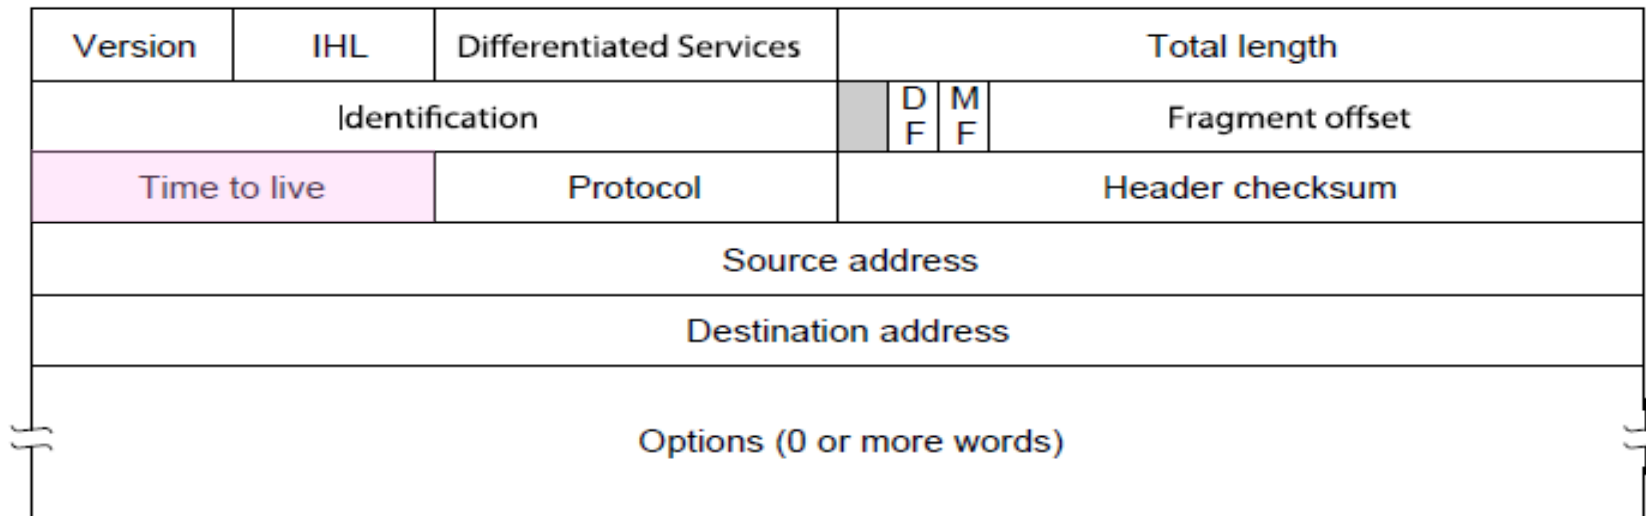 Version IHL Differentiated Services Total length
Identification D F M F Fragment offset
Time to live Protocol Header checksum
Source address
Destination address
Options (0 or more words)